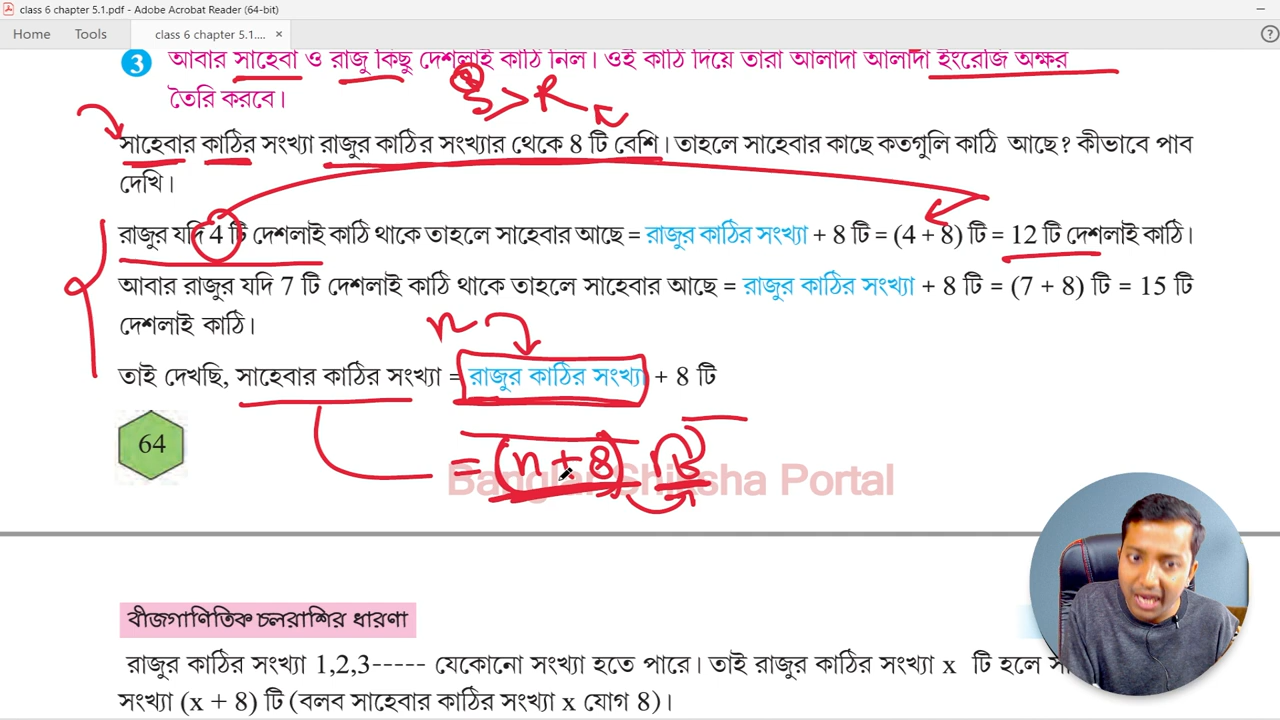 class 6 chapter 5.1.pdf - Adobe Acrobat Reader (64-bit)
Home Tools class 6 chapter 5.1.... ×
3 আবার সাহেবা ও রাজু কিছু দেশলাই কাঠি নিল। ওই কাঠি দিয়ে তারা আলাদা আলাদা ইংরেজি অক্ষর
তৈরি করবে।
> R
সাহেবার কাঠির সংখ্যা রাজুর কাঠির সংখ্যার থেকে 8 টি বেশি। তাহলে সাহেবার কাছে কতগুলি কাঠি আছে? কীভাবে পাব
দেখি।
রাজুর যদি 4 টি দেশলাই কাঠি থাকে তাহলে সাহেবার আছে = রাজুর কাঠির সংখ্যা + 8 টি = (4 + 8) টি = 12 টি দেশলাই কাঠি।
আবার রাজুর যদি 7 টি দেশলাই কাঠি থাকে তাহলে সাহেবার আছে = রাজুর কাঠির সংখ্যা + 8 টি = (7 + 8) টি = 15 টি
দেশলাই কাঠি।
n
তাই দেখছি, সাহেবার কাঠির সংখ্যা = রাজুর কাঠির সংখ্যা + 8 টি
64
= (n + 8) টি
Bangla Shiksha Portal
বীজগাণিতিক চলরাশির ধারণা
রাজুর কাঠির সংখ্যা 1,2,3----- যেকোনো সংখ্যা হতে পারে। তাই রাজুর কাঠির সংখ্যা x টি হলে
সংখ্যা (x + 8) টি (বলব সাহেবার কাঠির সংখ্যা x যোগ 8)।